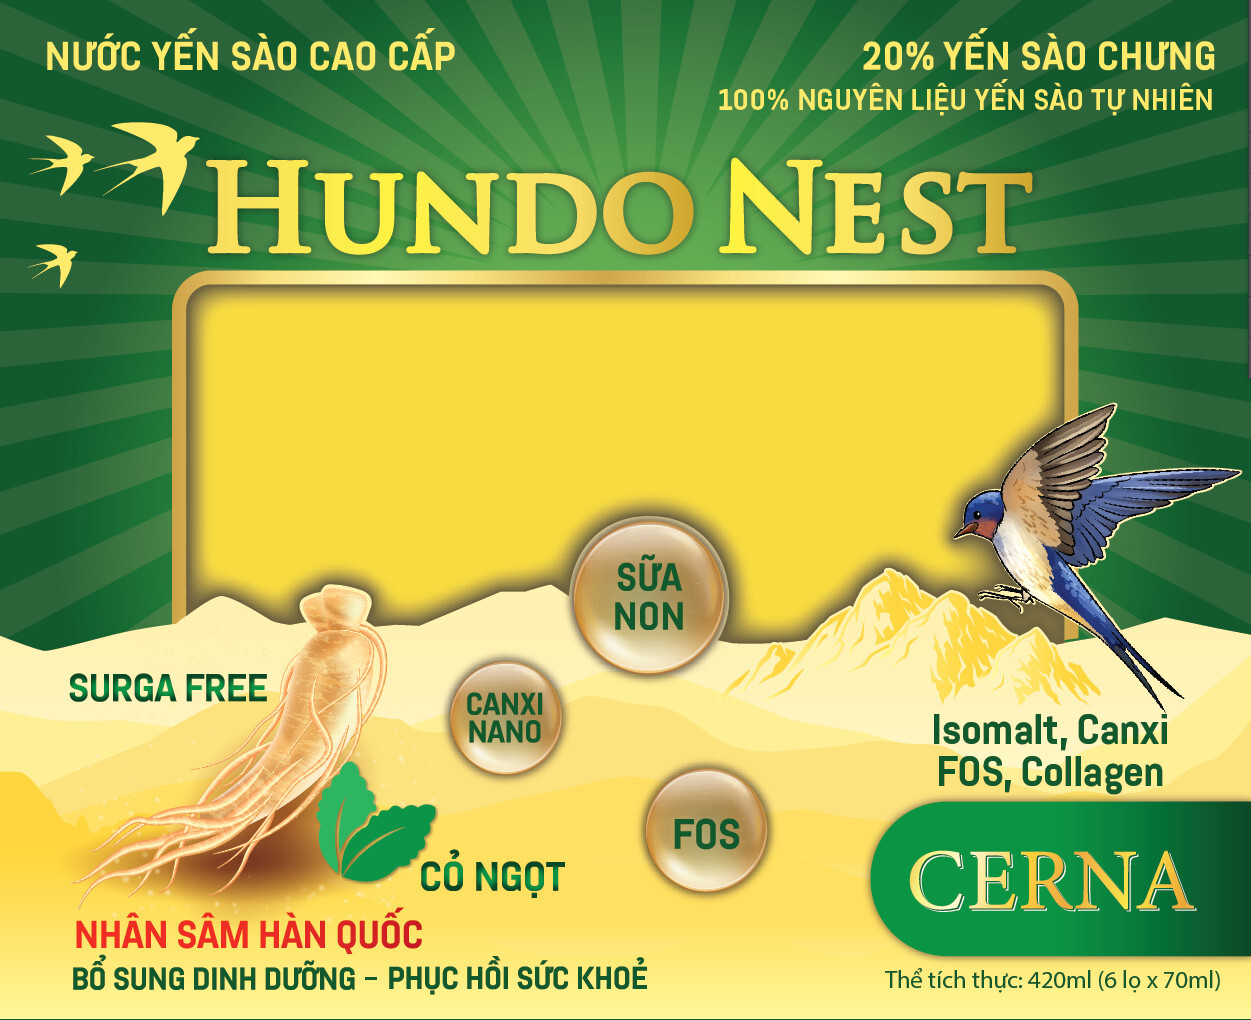 NƯỚC YẾN SÀO CAO CẤP
20% YẾN SÀO CHƯNG
100% NGUYÊN LIỆU YẾN SÀO TỰ NHIÊN
HUNDO NEST
SỮA
NON
SURGA FREE
CANXI
NANO
Isomalt, Canxi
FOS, Collagen
FOS
CỎ NGỌT
CERNA
NHÂN SÂM HÀN QUỐC
BỔ SUNG DINH DƯỠNG – PHỤC HỒI SỨC KHOẺ
Thể tích thực: 420ml (6 lọ x 70ml)